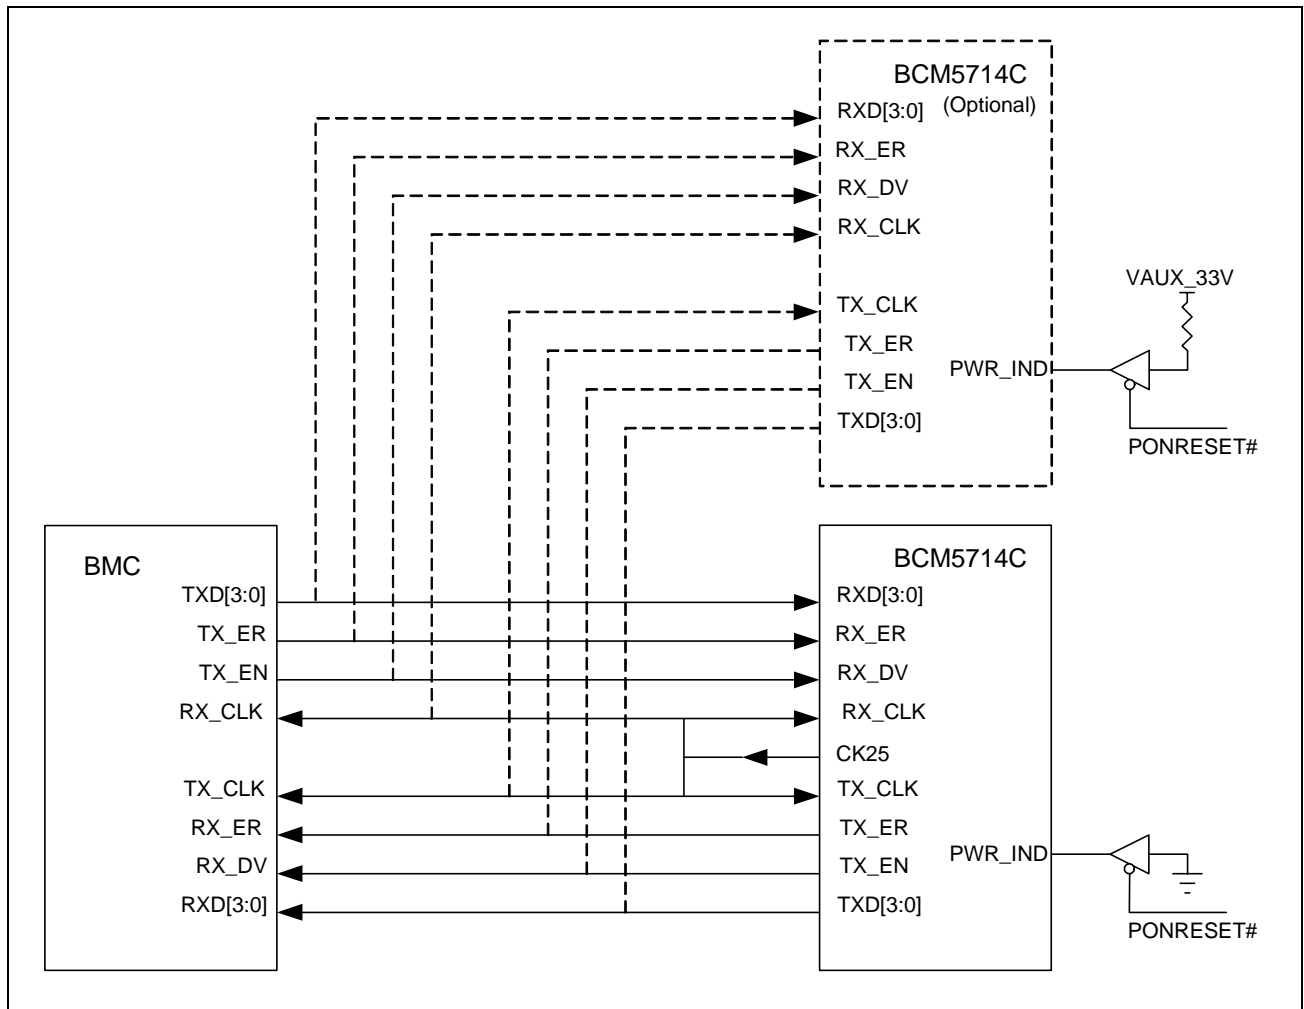 BCM5714C
(Optional)
RXD[3:0]
RX_ER
RX_DV
RX_CLK
TX_CLK
TX_ER
TX_EN
TXD[3:0]
PWR_IND
VAUX_33V
PONRESET#
BMC
TXD[3:0]
TX_ER
TX_EN
RX_CLK
TX_CLK
RX_ER
RX_DV
RXD[3:0]
BCM5714C
RXD[3:0]
RX_ER
RX_DV
RX_CLK
CK25
TX_CLK
TX_ER
TX_EN
TXD[3:0]
PWR_IND
PONRESET#